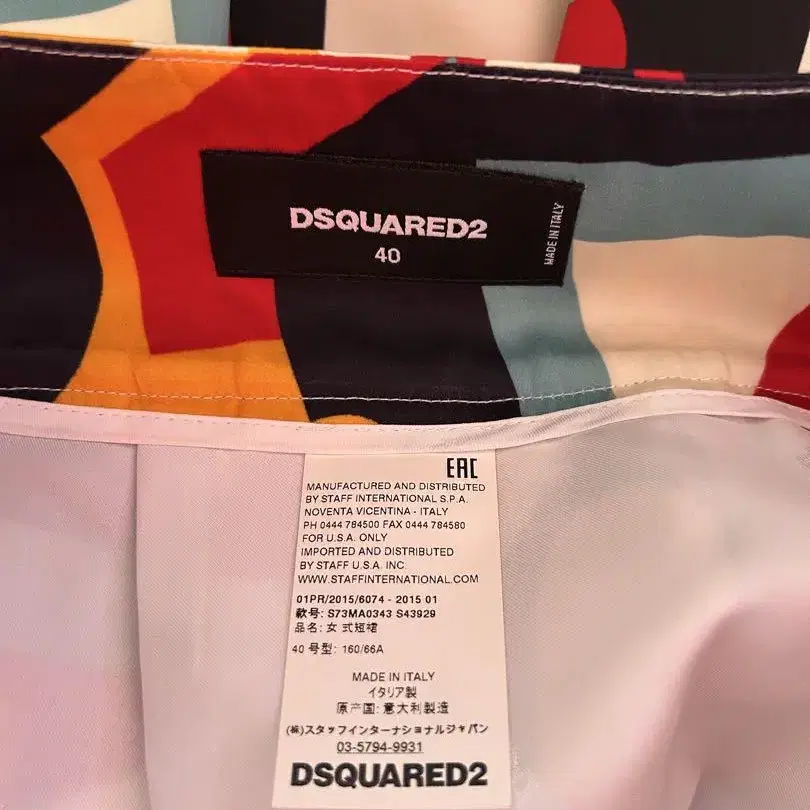 DSQUARED2
40
MADE IN ITALY
EAC
MANUFACTURED AND DISTRIBUTED
BY STAFF INTERNATIONAL S.P.A.
NOVENTA VICENTINA - ITALY
PH 0444 784500 FAX 0444 784580
FOR U.S.A. ONLY
IMPORTED AND DISTRIBUTED
BY STAFF U.S.A. INC.
WWW.STAFFINTERNATIONAL.COM
01PR/2015/6074 - 2015 01
款号: S73MA0343 S43929
品名: 女 式短裙
40 号型: 160/66A
MADE IN ITALY
イタリア製
原产国: 意大利製造
(株)スタッフインターナショナルジャパン
03-5794-9931
DSQUARED2